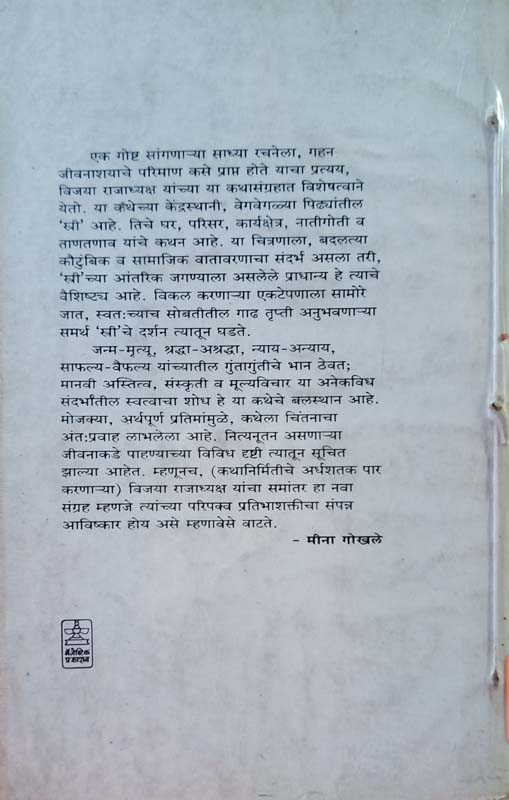 एक गोष्ट सांगणाऱ्या साध्या रचनेला, गहन
जीवनाशयाचे परिमाण कसे प्राप्त होते याचा प्रत्यय,
विजया राजाध्यक्ष यांच्या या कथासंग्रहात विशेषत्वाने
येतो. या कथेच्या केंद्रस्थानी, वेगवेगळ्या पिढ्यांतील
'स्त्री' आहे. तिचे घर, परिसर, कार्यक्षेत्र, नातीगोती व
ताणतणाव यांचे कथन आहे. या चित्रणाला, बदलत्या
कौटुंबिक व सामाजिक वातावरणाचा संदर्भ असला तरी,
'स्त्री'च्या आंतरिक जगण्याला असलेले प्राधान्य हे त्याचे
वैशिष्ट्य आहे. विकल करणाऱ्या एकटेपणाला सामोरे
जात, स्वतःच्याच सोबतीतील गाढ तृप्ती अनुभवणाऱ्या
समर्थ 'स्त्री'चे दर्शन त्यातून घडते.
जन्म-मृत्यू, श्रद्धा-अश्रद्धा, न्याय-अन्याय,
साफल्य-वैफल्य यांच्यातील गुंतागुंतीचे भान ठेवत;
मानवी अस्तित्व, संस्कृती व मूल्यविचार या अनेकविध
संदर्भांतील स्वत्वाचा शोध हे या कथेचे बलस्थान आहे.
मोजक्या, अर्थपूर्ण प्रतिमांमुळे, कथेला चिंतनाचा
अंतःप्रवाह लाभलेला आहे. नित्यनूतन असणाऱ्या
जीवनाकडे पाहण्याच्या विविध दृष्टी त्यातून सूचित
झाल्या आहेत. म्हणूनच, (कथानिर्मितीचे अर्धशतक पार
करणाऱ्या) विजया राजाध्यक्ष यांचा समांतर हा नवा
संग्रह म्हणजे त्यांच्या परिपक्व प्रतिभाशक्तीचा संपन्न
आविष्कार होय असे म्हणावेसे वाटते.
- मीना गोखले
मॅजेस्टिक
प्रकाशन